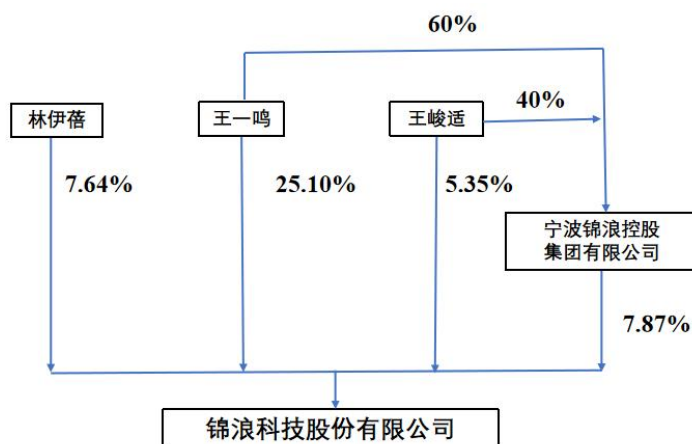 60%
林伊蓓
王一鸣
王峻适
40%
7.64%
25.10%
5.35%
宁波锦浪控股
集团有限公司
7.87%
锦浪科技股份有限公司